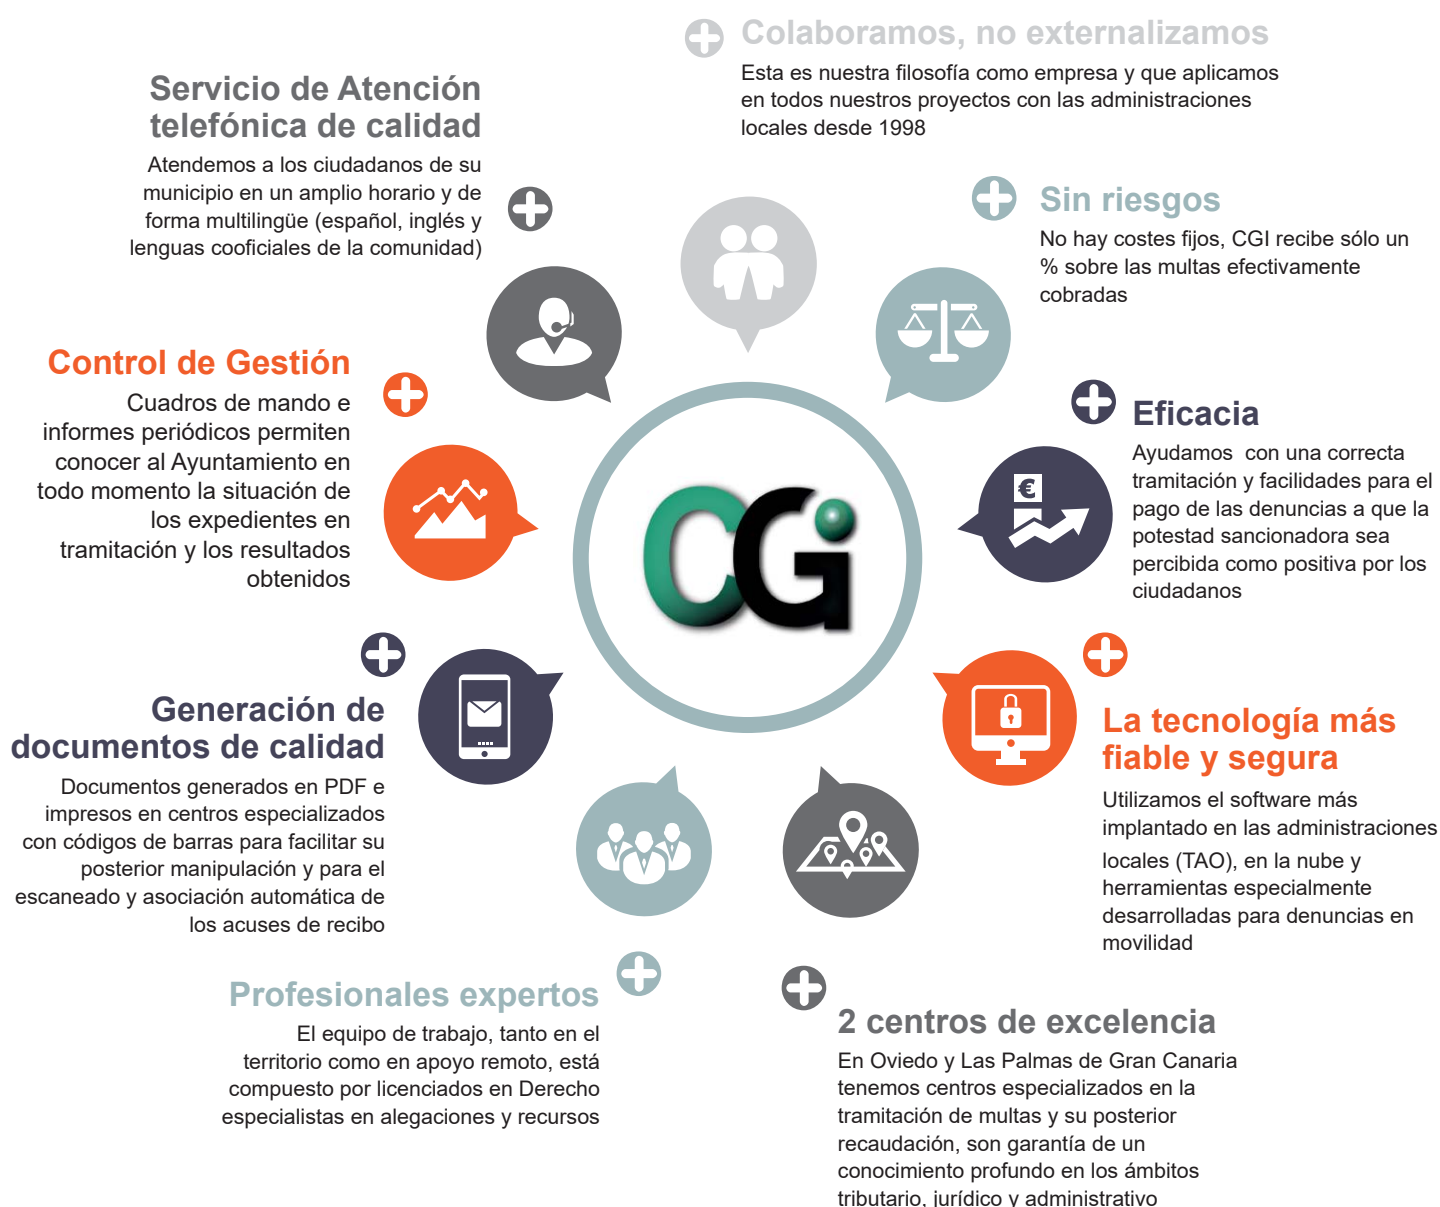 Colaboramos, no externalizamos
Esta es nuestra filosofía como empresa y que aplicamos
en todos nuestros proyectos con las administraciones
locales desde 1998
Servicio de Atención
telefónica de calidad
Atendemos a los ciudadanos de su
municipio en un amplio horario y de
forma multilingüe (español, inglés y
lenguas cooficiales de la comunidad)
Sin riesgos
No hay costes fijos, CGI recibe sólo un
% sobre las multas efectivamente
cobradas
Control de Gestión
Cuadros de mando e
informes periódicos permiten
conocer al Ayuntamiento en
todo momento la situación de
los expedientes en
tramitación y los resultados
obtenidos
Eficacia
Ayudamos  con una correcta
tramitación y facilidades para el
pago de las denuncias a que la
potestad sancionadora sea
percibida como positiva por los
ciudadanos
€
CGi
Generación de
documentos de calidad
Documentos generados en PDF e
impresos en centros especializados
con códigos de barras para facilitar su
posterior manipulación y para el
escaneado y asociación automática de
los acuses de recibo
La tecnología más
fiable y segura
Utilizamos el software más
implantado en las administraciones
locales (TAO), en la nube y
herramientas especialmente
desarrolladas para denuncias en
movilidad
Profesionales expertos
El equipo de trabajo, tanto en el
territorio como en apoyo remoto, está
compuesto por licenciados en Derecho
especialistas en alegaciones y recursos
2 centros de excelencia
En Oviedo y Las Palmas de Gran Canaria
tenemos centros especializados en la
tramitación de multas y su posterior
recaudación, son garantía de un
conocimiento profundo en los ámbitos
tributario, jurídico y administrativo